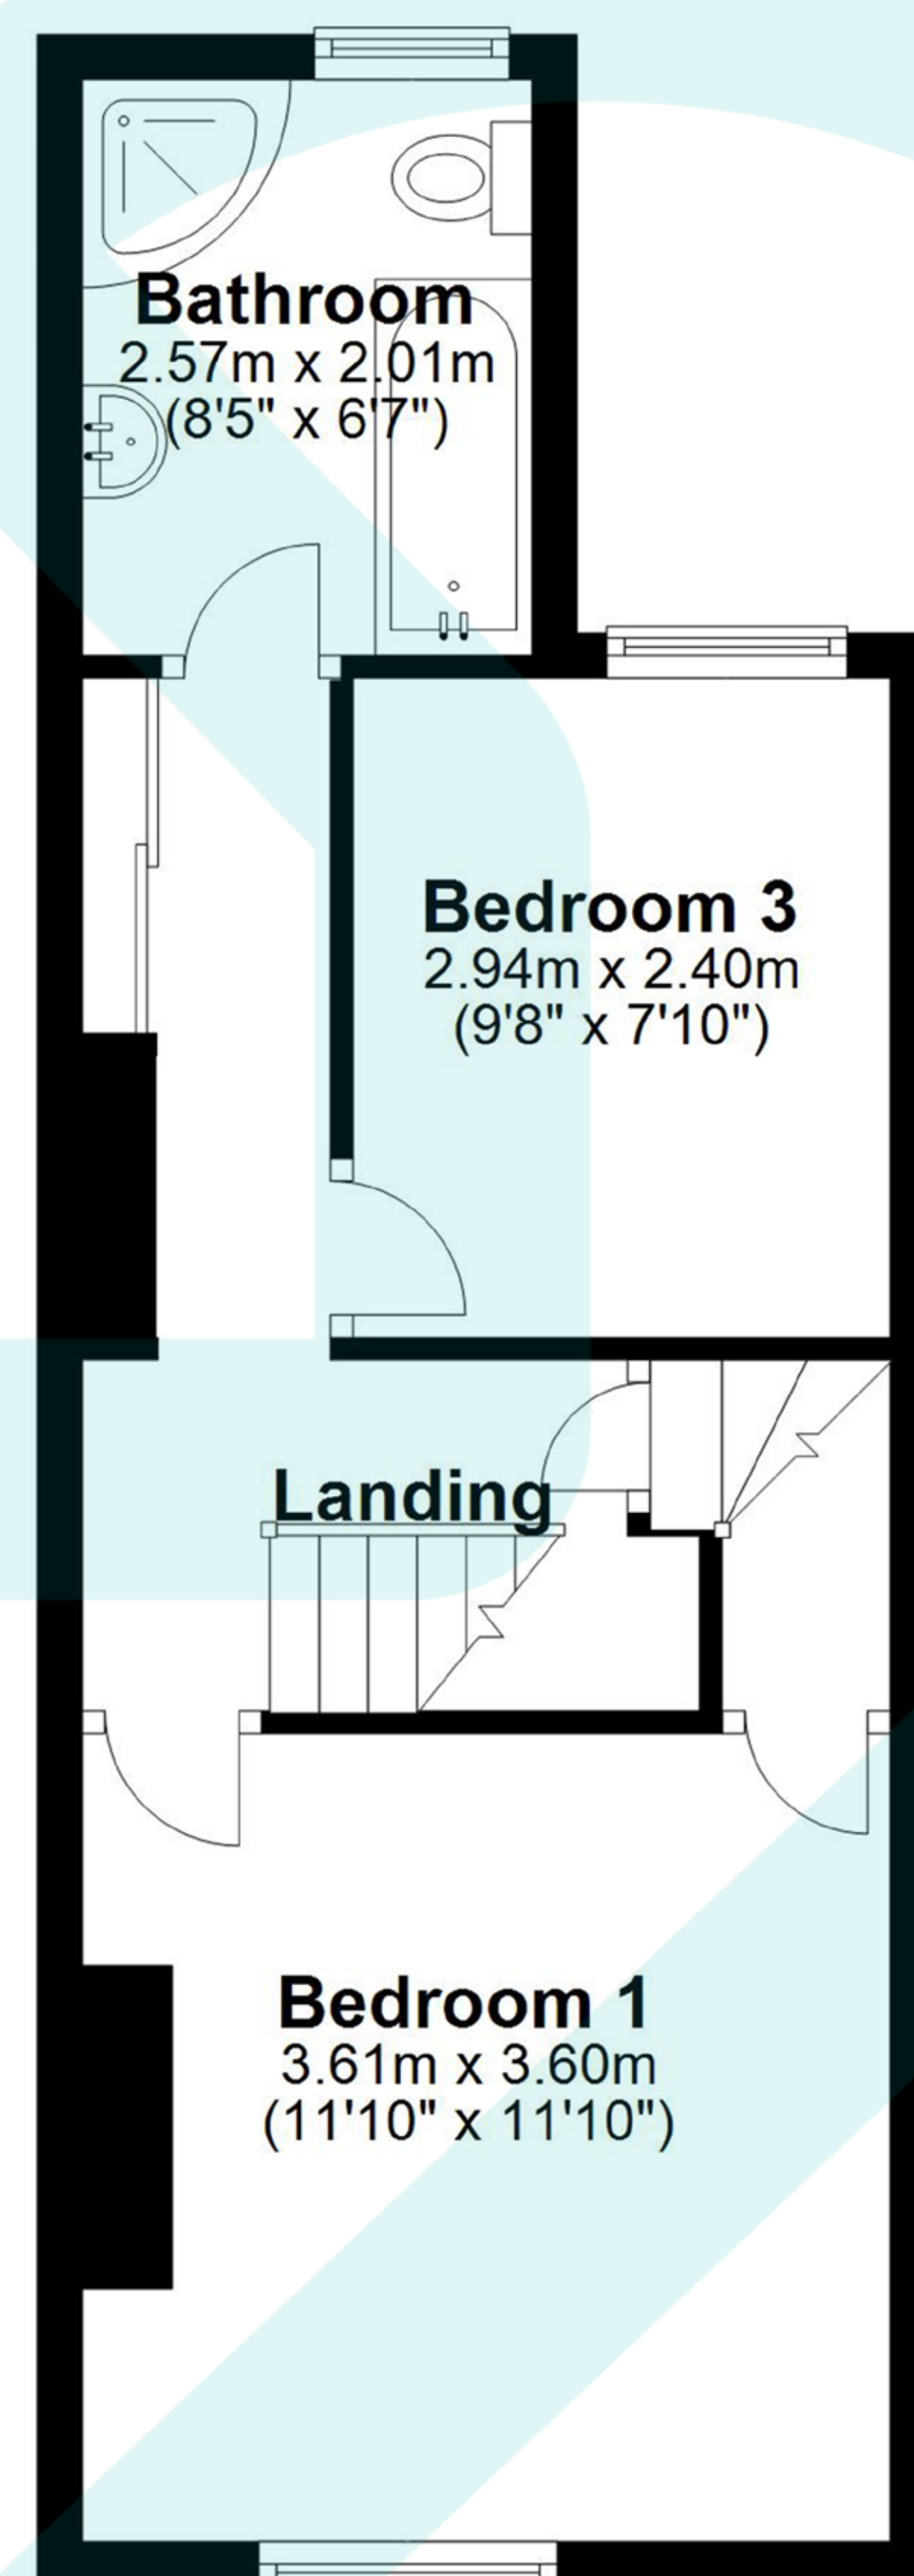 Bathroom
2.57m x 2.01m
(8'5" x 6'7")
Bedroom 3
2.94m x 2.40m
(9'8" x 7'10")
Landing
Bedroom 1
3.61m x 3.60m
(11'10" x 11'10")